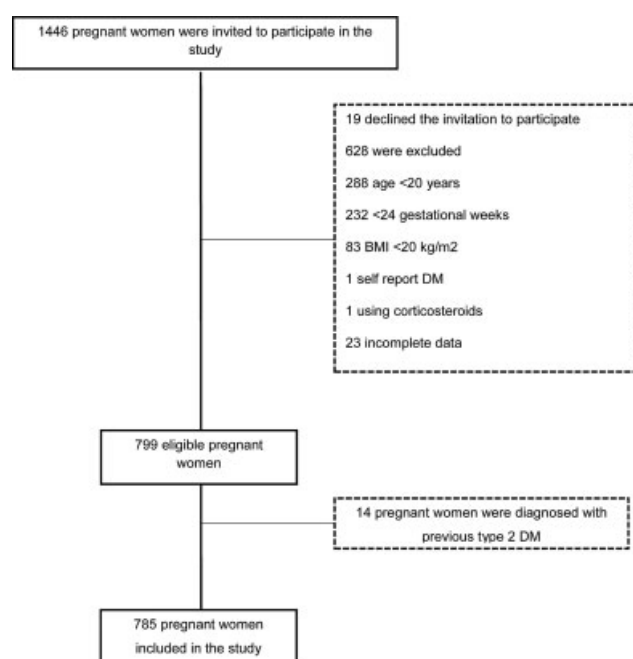 1446 pregnant women were invited to participate in the
study
19 declined the invitation to participate
628 were excluded
288 age <20 years
232 <24 gestational weeks
83 BMI <20 kg/m2
1 self report DM
1 using corticosteroids
23 incomplete data
799 eligible pregnant
women
14 pregnant women were diagnosed with
previous type 2 DM
785 pregnant women
included in the study